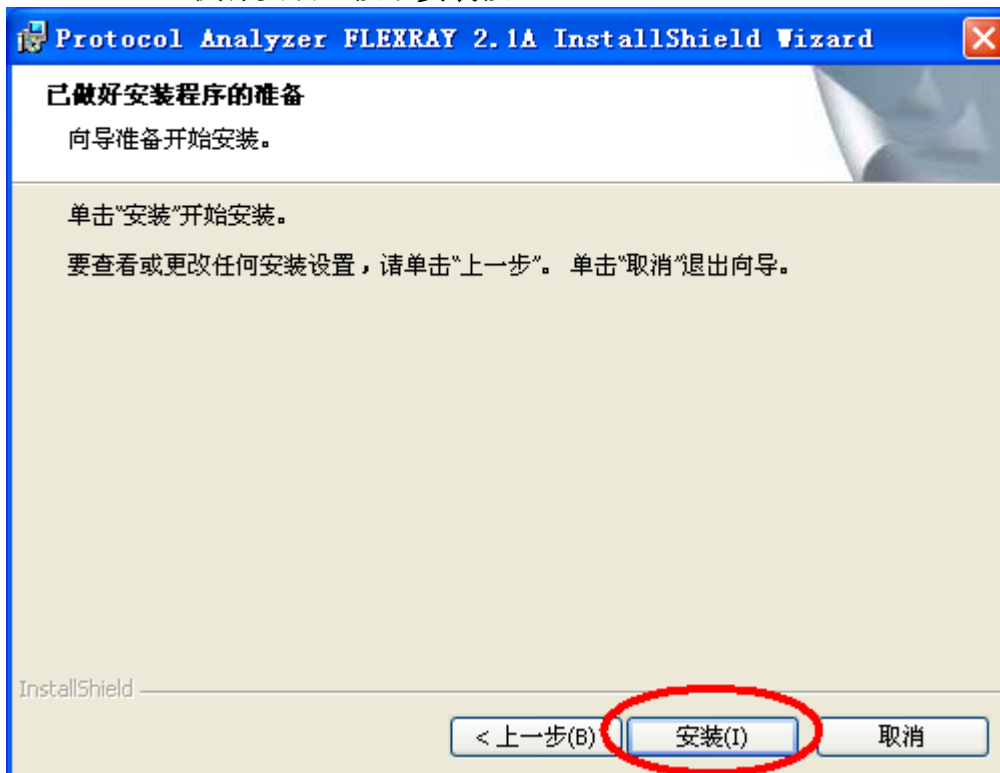 Protocol Analyzer FLEXRAY 2.1A InstallShield Wizard
已做好安装程序的准备
向导准备开始安装。
单击“安装”开始安装。
要查看或更改任何安装设置，请单击“上一步”。 单击“取消”退出向导。
InstallShield
< 上一步(B) 安装(I) 取消